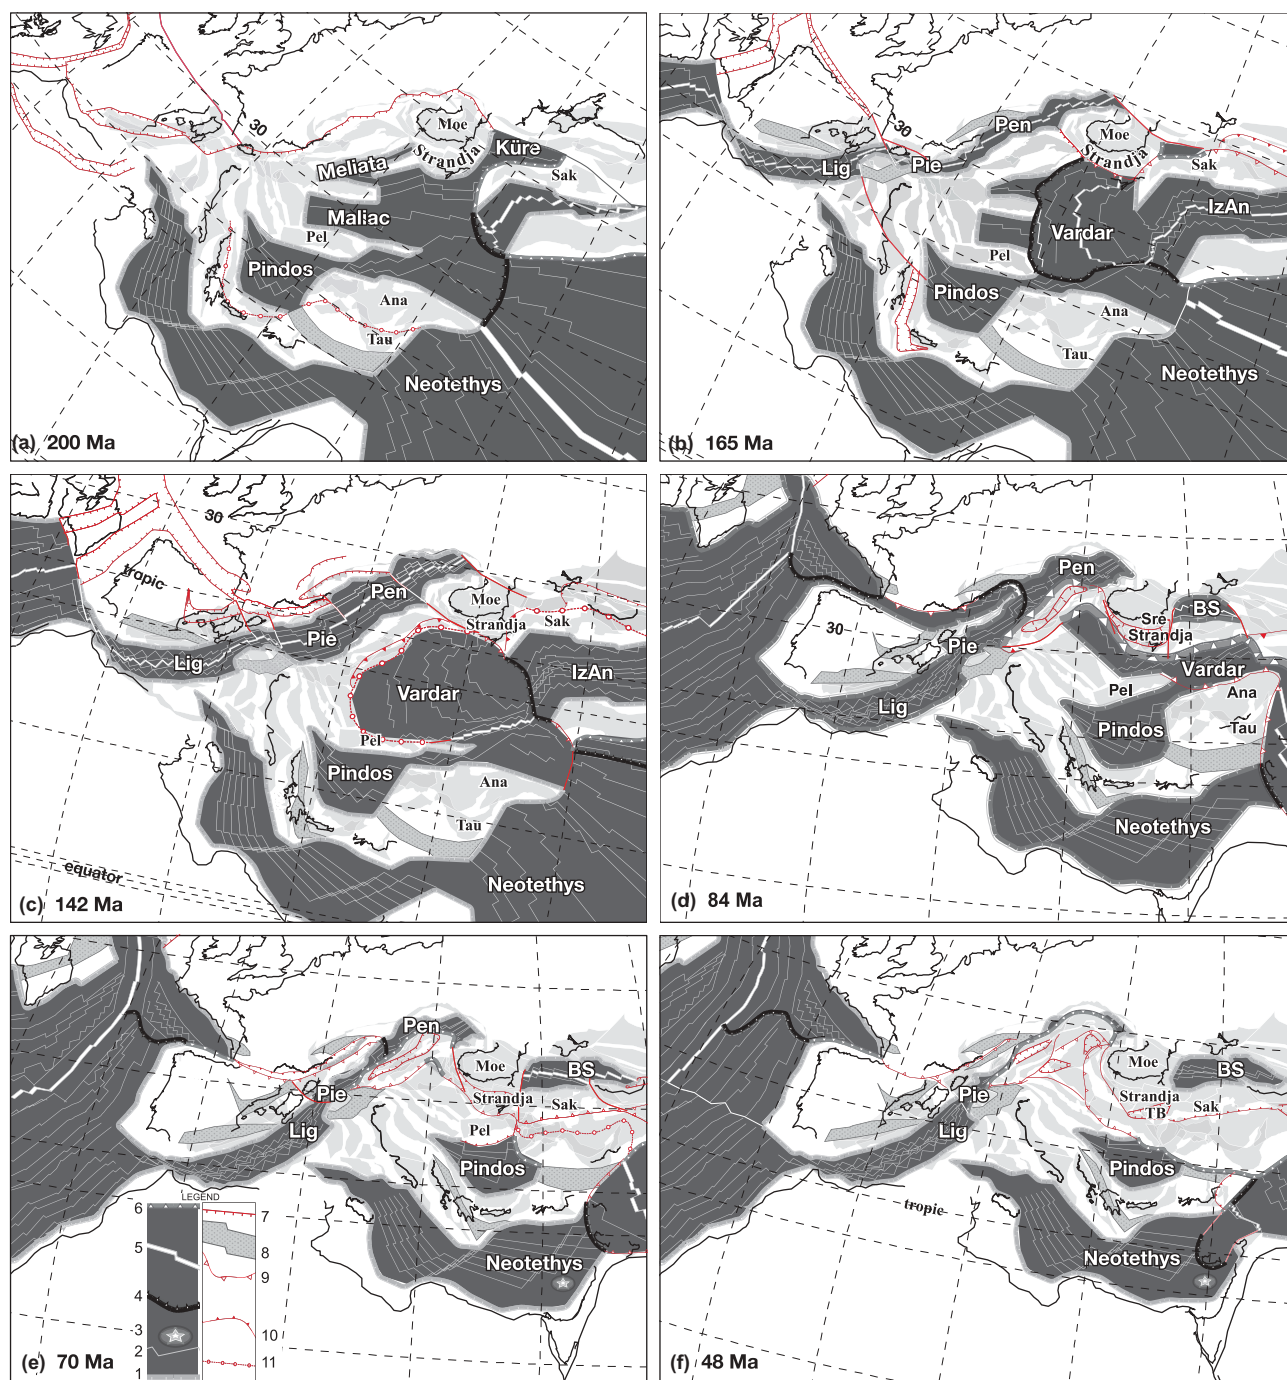 30
Moe
Strandja
Küre
Meliata
Sak
Maliac
Pel
Pindos
Ana
Tau
Neotethys
(a) 200 Ma
30
Pen
Moe
Strandja
Lig
Pie
Sak
IzAn
Vardar
Pel
Pindos
Ana
Tau
Neotethys
(b) 165 Ma
30
tropic
Pen
Moe
Strandja
Sak
Pie
Lig
IzAn
Vardar
Pel
Pindos
Ana
Tau
equator
Neotethys
(c) 142 Ma
Pen
30
BS
Sre
Strandja
Pie
Vardar
Pel
Ana
Lig
Pindos
Tau
Neotethys
(d) 84 Ma
Pen
Moe
BS
Pie
Strandja
Sak
Lig
Pel
Pindos
LEGEND
6
7
5
8
9
4
3
10
2
11
1
Neotethys
(e) 70 Ma
Moe
BS
Pie
Strandja
TB
Sak
Lig
Pindos
tropic
Neotethys
(f) 48 Ma